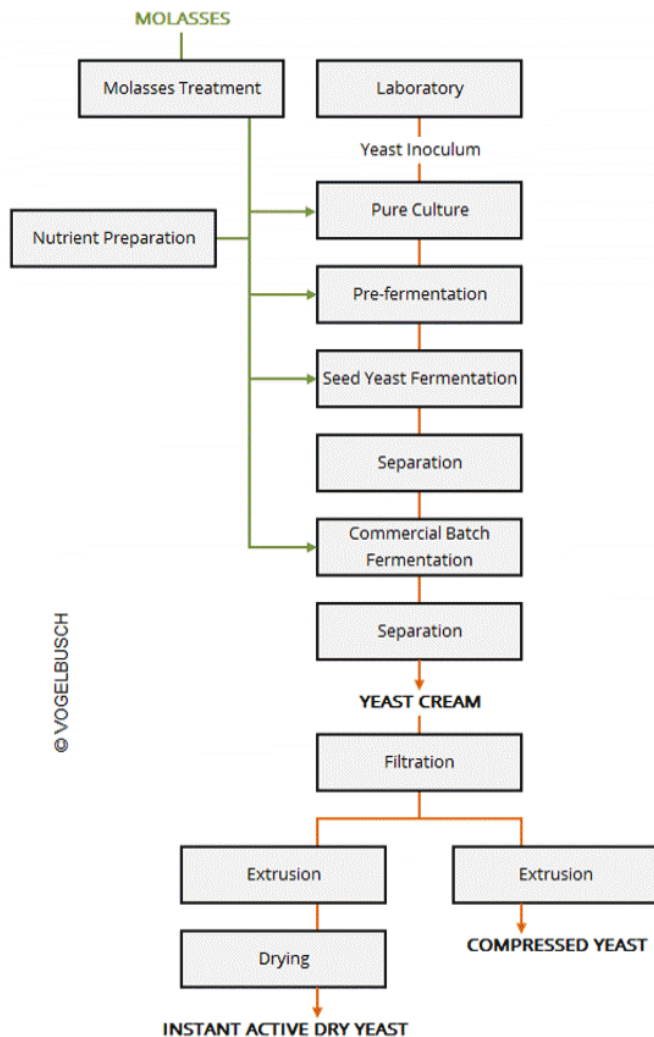 MOLASSES
Molasses Treatment
Laboratory
Yeast Inoculum
Pure Culture
Nutrient Preparation
Pre-fermentation
Seed Yeast Fermentation
Separation
Commercial Batch
Fermentation
Separation
© VOGELBUSCH
YEAST CREAM
Filtration
Extrusion
Extrusion
COMPRESSED YEAST
Drying
INSTANT ACTIVE DRY YEAST